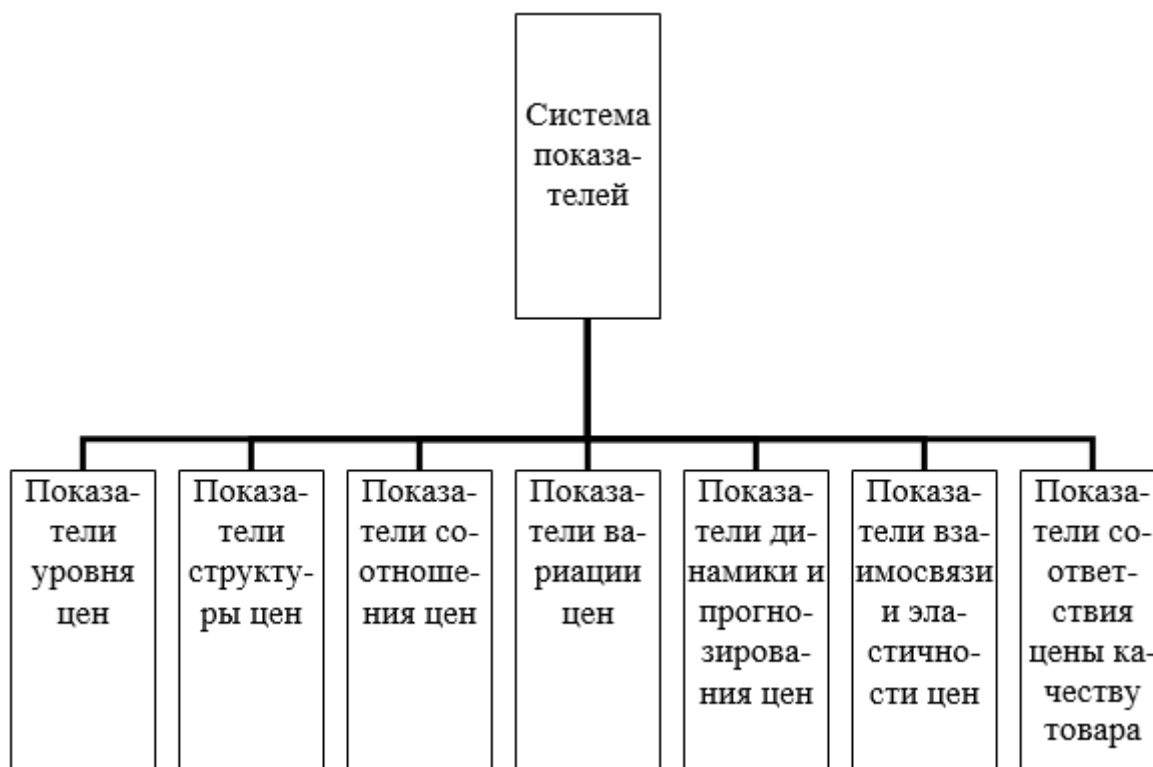 Система
показа-
телей
Показа-
тели
уровня
цен
Показа-
тели
структу-
ры цен
Показа-
тели со-
отноше-
ния цен
Показа-
тели ва-
риации
цен
Показа-
тели ди-
намики и
прогно-
зирова-
ния цен
Показа-
тели вза-
имосвязи
и эла-
стично-
сти цен
Показа-
тели со-
ответ-
ствия
цены ка-
честву
товара